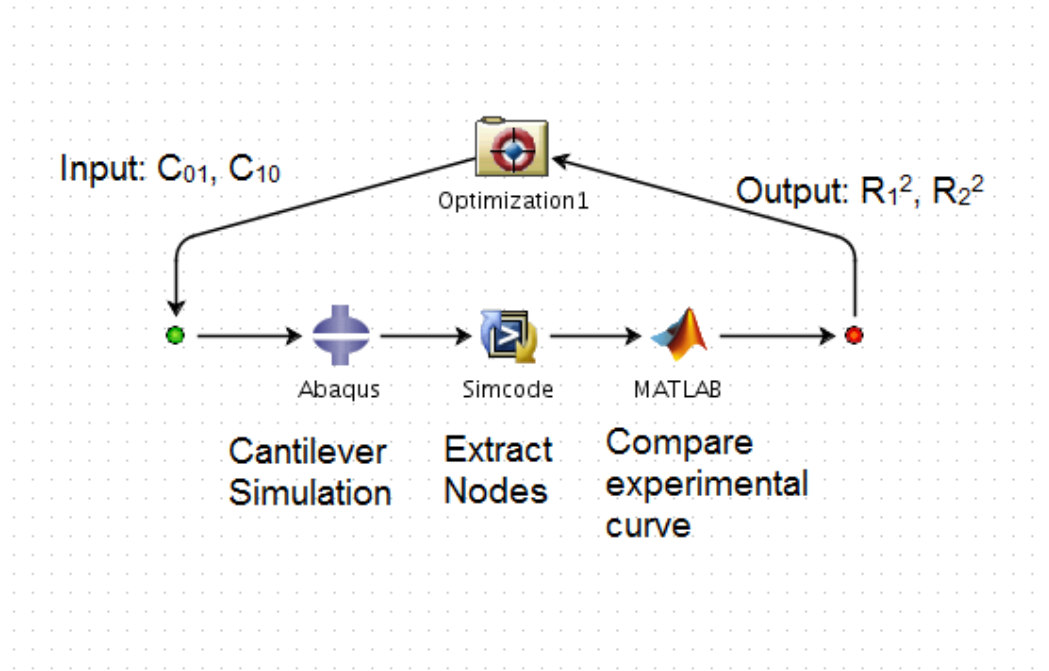 Input: C₀₁, C₁₀
Optimization1
Output: R₁², R₂²
Abaqus
Simcode
MATLAB
Cantilever
Simulation
Extract
Nodes
Compare
experimental
curve